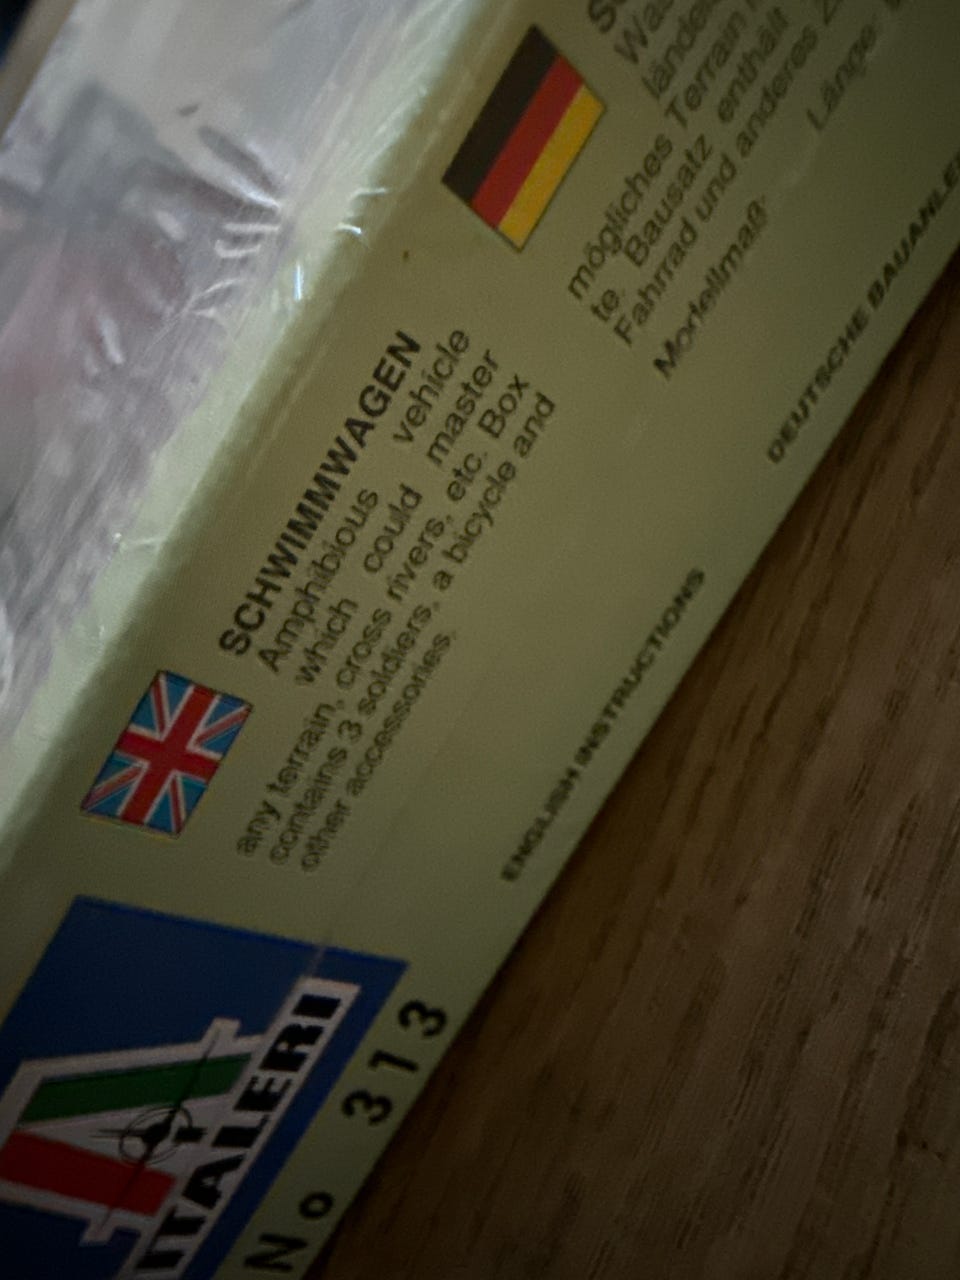 ITALERI
No 313
SCHWIMMWAGEN
Amphibious vehicle
which could master
any terrain, cross rivers, etc. Box
contains 3 soldiers, a bicycle and
other accessories.
ENGLISH INSTRUCTIONS
mögliches Terrain
te. Bausatz enthält
Fahrrad und anderes
Modellmaß: Länge
DEUTSCHE